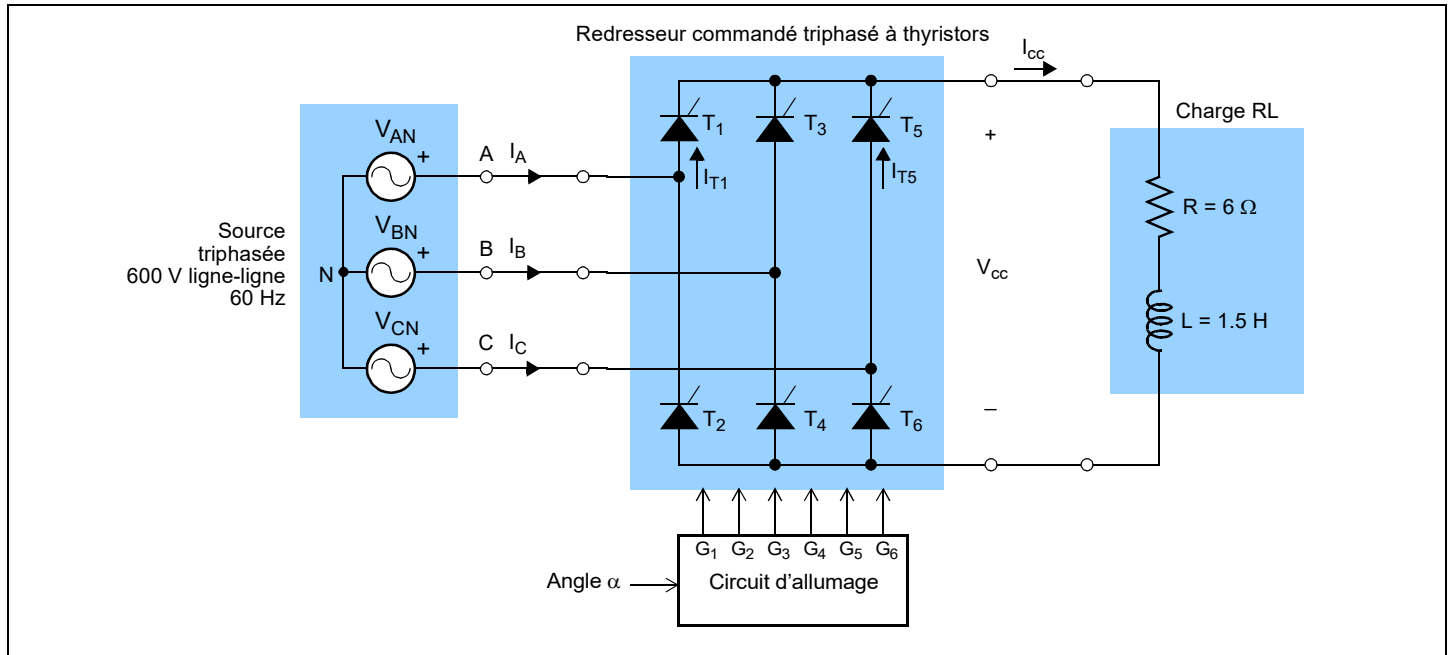 Redresseur commandé triphasé à thyristors
I_cc
Charge RL
V_AN
+
A I_A
T_1
T_3
T_5
+
I_T1
I_T5
R = 6 Ω
Source
triphasée
600 V ligne-ligne
60 Hz
V_BN
+
N
B I_B
V_cc
L = 1.5 H
V_CN
+
C I_C
T_2
T_4
T_6
–
G_1 G_2 G_3 G_4 G_5 G_6
Angle α
Circuit d'allumage